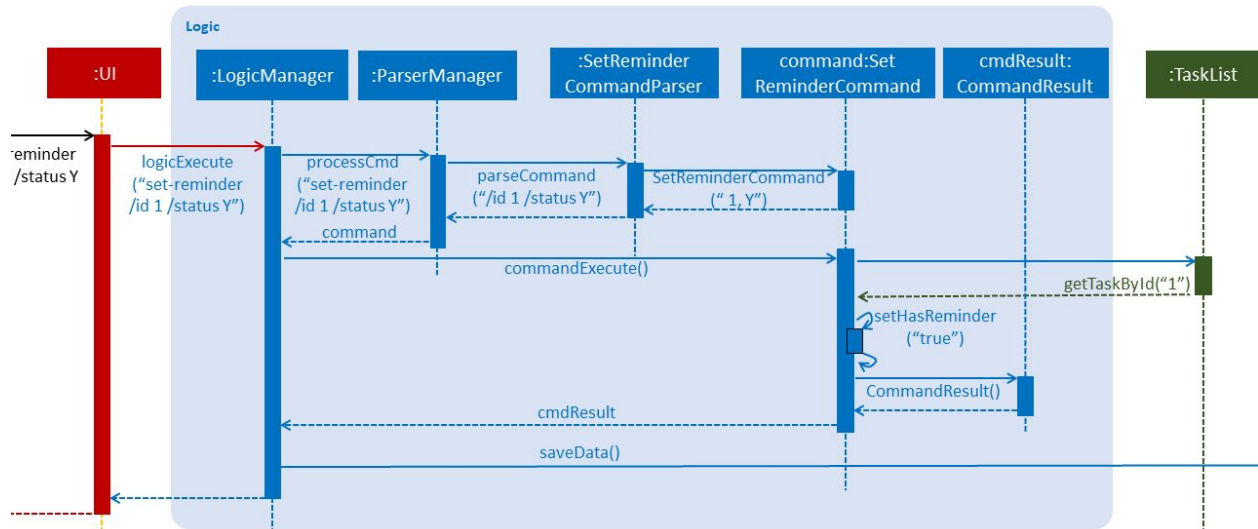 Logic
:UI
:LogicManager
:ParserManager
:SetReminder
CommandParser
command:Set
ReminderCommand
cmdResult:
CommandResult
:TaskList
reminder
/status Y
logicExecute
(“set-reminder
/id 1 /status Y”)
processCmd
(“set-reminder
/id 1 /status Y”)
parseCommand
(“/id 1 /status Y”)
SetReminderCommand
(“ 1, Y”)
command
commandExecute()
getTaskById(“1”)
setHasReminder
(“true”)
CommandResult()
cmdResult
saveData()